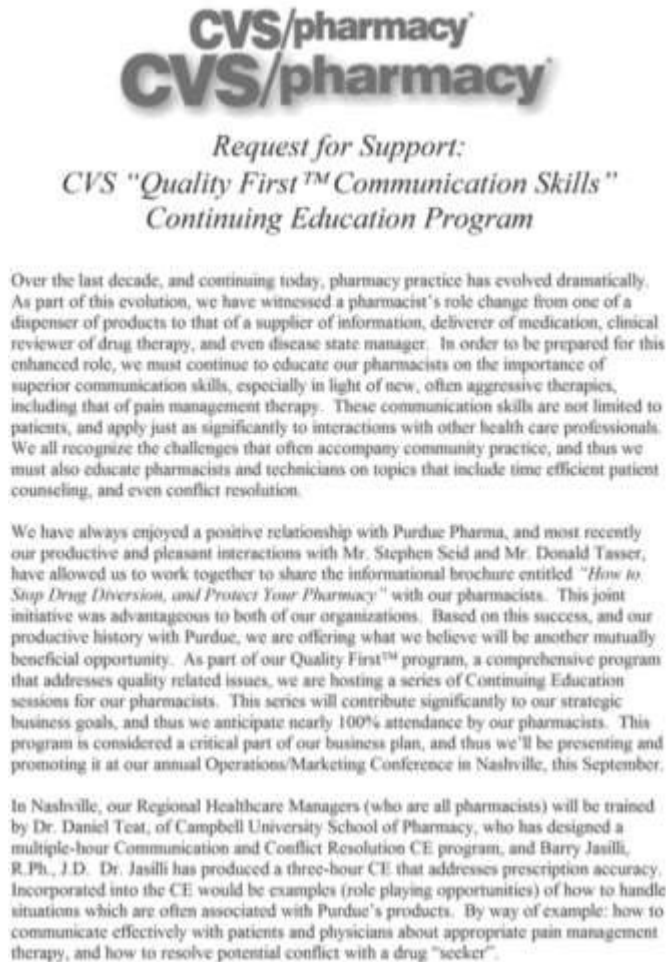 CVS/pharmacy
CVS/pharmacy
Request for Support:
CVS "Quality First™ Communication Skills"
Continuing Education Program
Over the last decade, and continuing today, pharmacy practice has evolved dramatically.
As part of this evolution, we have witnessed a pharmacist's role change from one of a
dispenser of products to that of a supplier of information, deliverer of medication, clinical
reviewer of drug therapy, and even disease state manager. In order to be prepared for this
enhanced role, we must continue to educate our pharmacists on the importance of
superior communication skills, especially in light of new, often aggressive therapies,
including that of pain management therapy. These communication skills are not limited to
patients, and apply just as significantly to interactions with other health care professionals.
We all recognize the challenges that often accompany community practice, and thus we
must also educate pharmacists and technicians on topics that include time efficient patient
counseling, and even conflict resolution.
We have always enjoyed a positive relationship with Purdue Pharma, and most recently
our productive and pleasant interactions with Mr. Stephen Seid and Mr. Donald Tasser,
have allowed us to work together to share the informational brochure entitled "How to
Stop Drug Diversion, and Protect Your Pharmacy" with our pharmacists. This joint
initiative was advantageous to both of our organizations. Based on this success, and our
productive history with Purdue, we are offering what we believe will be another mutually
beneficial opportunity. As part of our Quality First™ program, a comprehensive program
that addresses quality related issues, we are hosting a series of Continuing Education
sessions for our pharmacists. This series will contribute significantly to our strategic
business goals, and thus we anticipate nearly 100% attendance by our pharmacists. This
program is considered a critical part of our business plan, and thus we'll be presenting and
promoting it at our annual Operations/Marketing Conference in Nashville, this September.
In Nashville, our Regional Healthcare Managers (who are all pharmacists) will be trained
by Dr. Daniel Teat, of Campbell University School of Pharmacy, who has designed a
multiple-hour Communication and Conflict Resolution CE program, and Barry Jasilli,
R.Ph., J.D. Dr. Jasilli has produced a three-hour CE that addresses prescription accuracy.
Incorporated into the CE would be examples (role playing opportunities) of how to handle
situations which are often associated with Purdue's products. By way of example: how to
communicate effectively with patients and physicians about appropriate pain management
therapy, and how to resolve potential conflict with a drug "seeker".